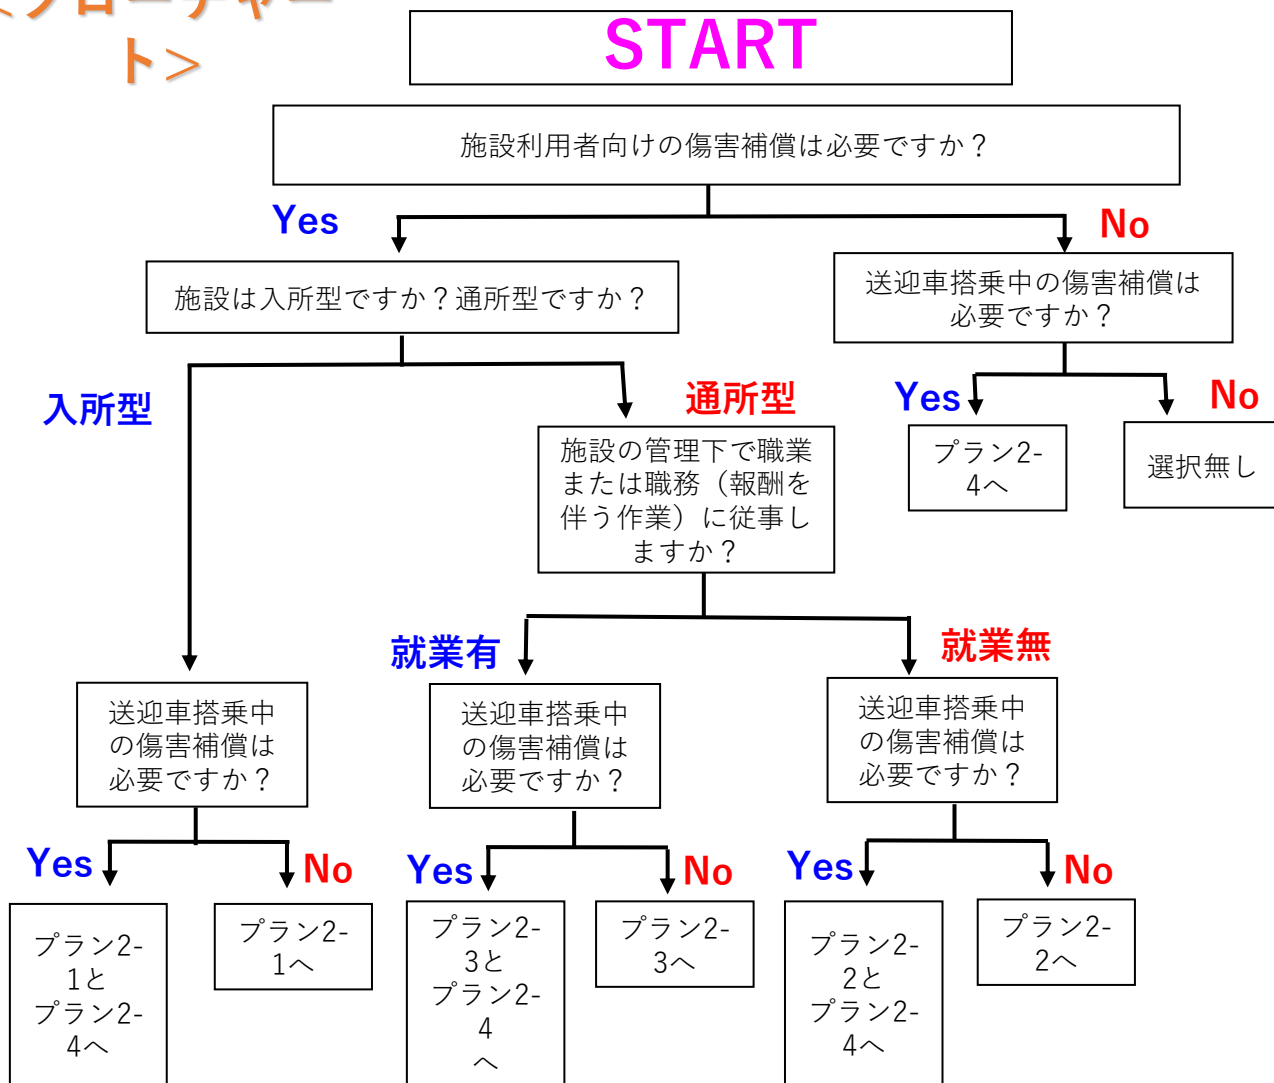 <フローチャー
ト>
START
施設利用者向けの傷害補償は必要ですか？
Yes
No
施設は入所型ですか？通所型ですか？
送迎車搭乗中の傷害補償は
必要ですか？
入所型
通所型
Yes
No
プラン2-
4へ
選択無し
施設の管理下で職業
または職務（報酬を
伴う作業）に従事し
ますか？
就業有
就業無
送迎車搭乗中
の傷害補償は
必要ですか？
送迎車搭乗中
の傷害補償は
必要ですか？
送迎車搭乗中
の傷害補償は
必要ですか？
Yes
No
Yes
No
Yes
No
プラン2-
1と
プラン2-
4へ
プラン2-
1へ
プラン2-
3と
プラン2-
4
へ
プラン2-
3へ
プラン2-
2と
プラン2-
4へ
プラン2-
2へ